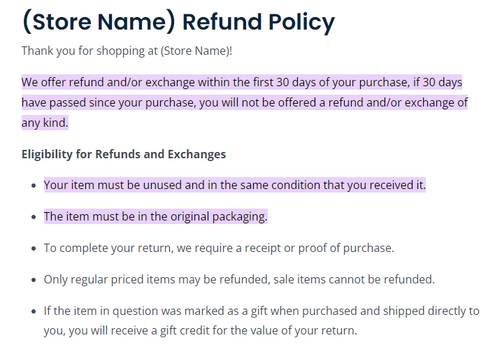 (Store Name) Refund Policy
Thank you for shopping at (Store Name)!
We offer refund and/or exchange within the first 30 days of your purchase, if 30 days
have passed since your purchase, you will not be offered a refund and/or exchange of
any kind.
Eligibility for Refunds and Exchanges
• Your item must be unused and in the same condition that you received it.
• The item must be in the original packaging.
• To complete your return, we require a receipt or proof of purchase.
• Only regular priced items may be refunded, sale items cannot be refunded.
• If the item in question was marked as a gift when purchased and shipped directly to
you, you will receive a gift credit for the value of your return.